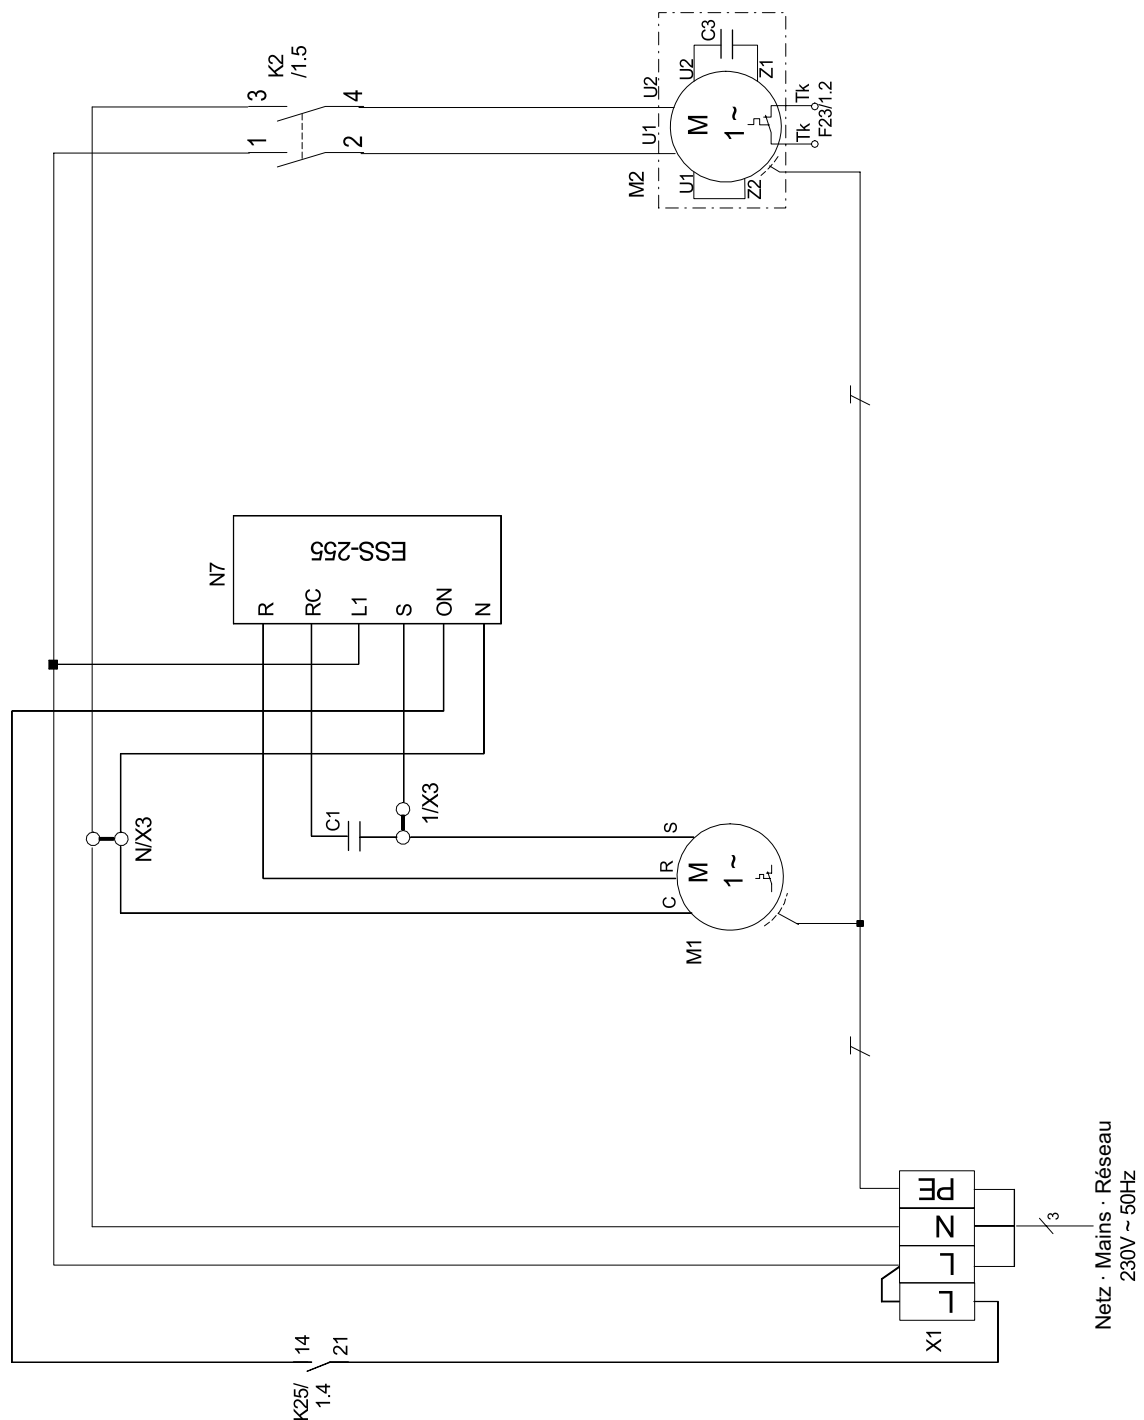 K25/
1.4
14
21
X1
L
L
N
PE
3
Netz · Mains · Réseau
230V ~ 50Hz
N/X3
C1
1/X3
M1
C
R
S
M
1 ~
N7
ESS-255
R
RC
L1
S
ON
N
K2
/1.5
1
3
2
4
M2
U1
U2
U1
U2
C3
Z1
Z2
M
1 ~
Tk
Tk
F23/1.2